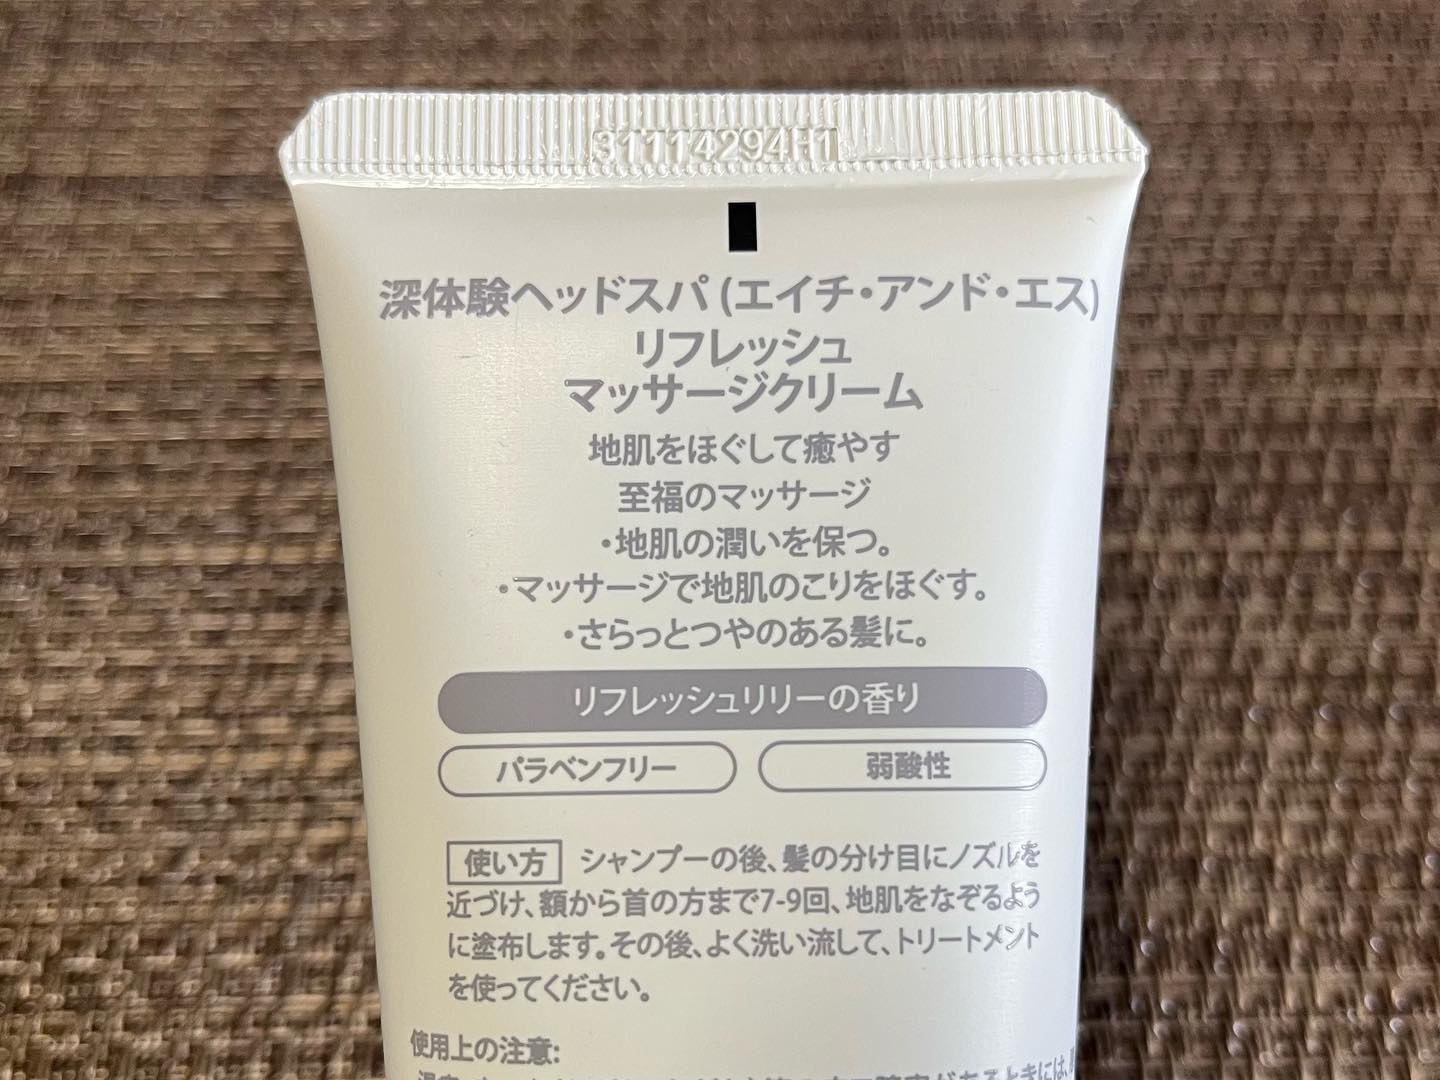 31114294H1
深体験ヘッドスパ (エイチ・アンド・エス)
リフレッシュ
マッサージクリーム
地肌をほぐして癒やす
至福のマッサージ
・地肌の潤いを保つ。
・マッサージで地肌のこりをほぐす。
・さらっとつやのある髪に。
リフレッシュリリーの香り
パラベンフリー
弱酸性
使い方 シャンプーの後、髪の分け目にノズルを
近づけ、額から首の方まで7-9回、地肌をなぞるよう
に塗布します。その後、よく洗い流して、トリートメント
を使ってください。
使用上の注意:
があるときには、